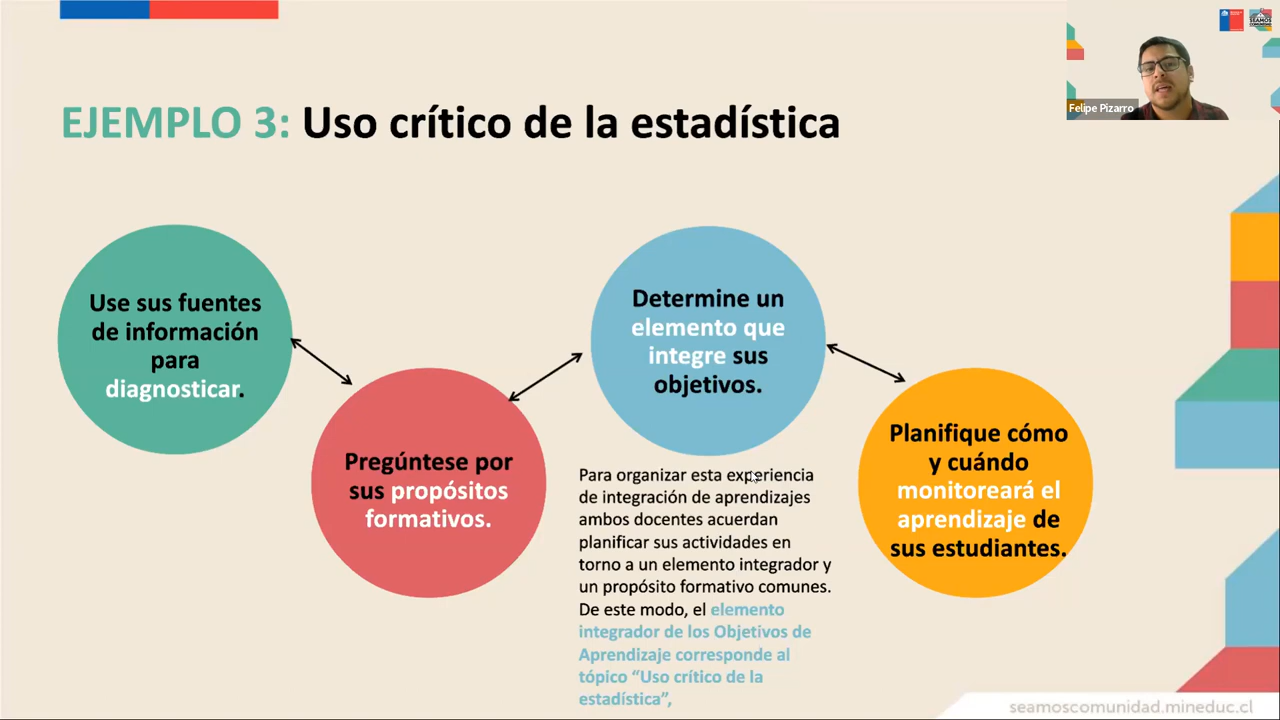 EJEMPLO 3: Uso crítico de la estadística
SEAMOS
COMUNIDAD
Felipe Pizarro
Use sus fuentes
de información
para
diagnosticar.
Pregúntese por
sus propósitos
formativos.
Determine un
elemento que
integre sus
objetivos.
Para organizar esta experiencia
de integración de aprendizajes
ambos docentes acuerdan
planificar sus actividades en
torno a un elemento integrador y
un propósito formativo comunes.
De este modo, el elemento
integrador de los Objetivos de
Aprendizaje corresponde al
tópico “Uso crítico de la
estadística”,
Planifique cómo
y cuándo
monitoreará el
aprendizaje de
sus estudiantes.
seamoscomunidad.mineduc.cl